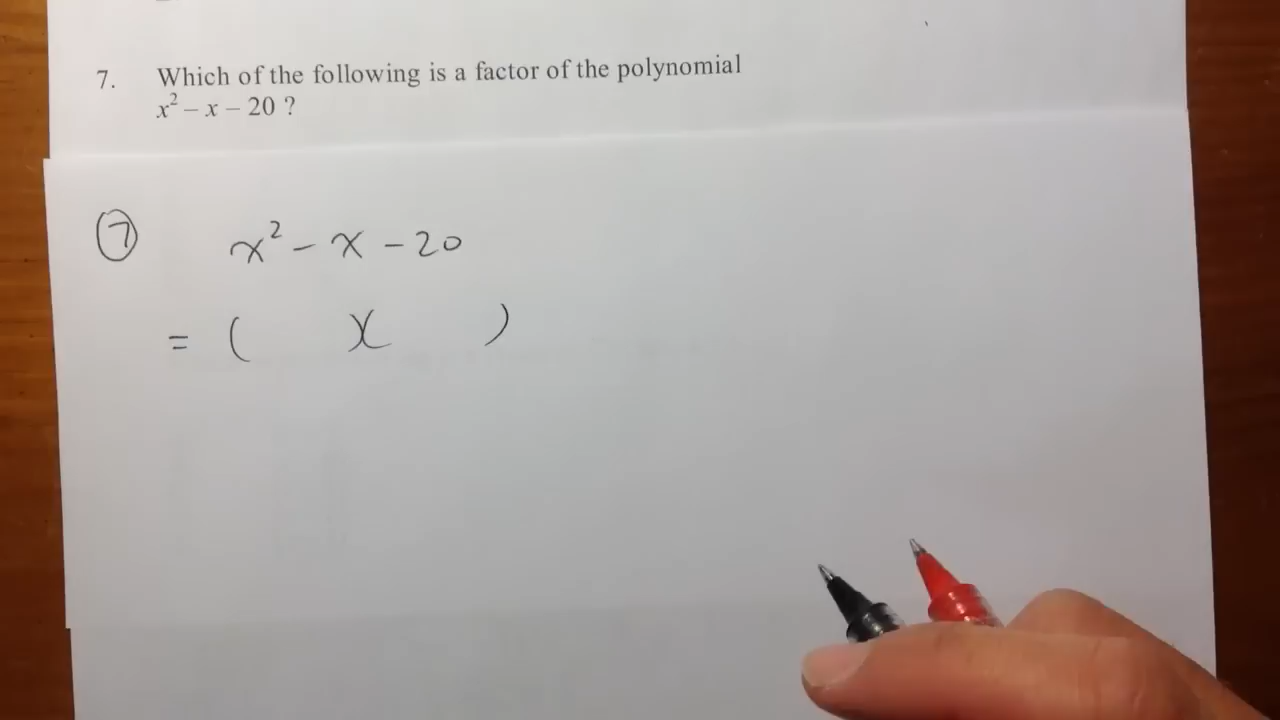 7. Which of the following is a factor of the polynomial
x² – x – 20 ?
⑦ x² – x – 20
= ( )( )